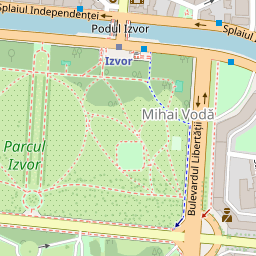 Splaiul Independenței
Podul Izvor
Splaiul
Izvor
Mihai Vodă
Parcul
Izvor
Bulevardul Libertății